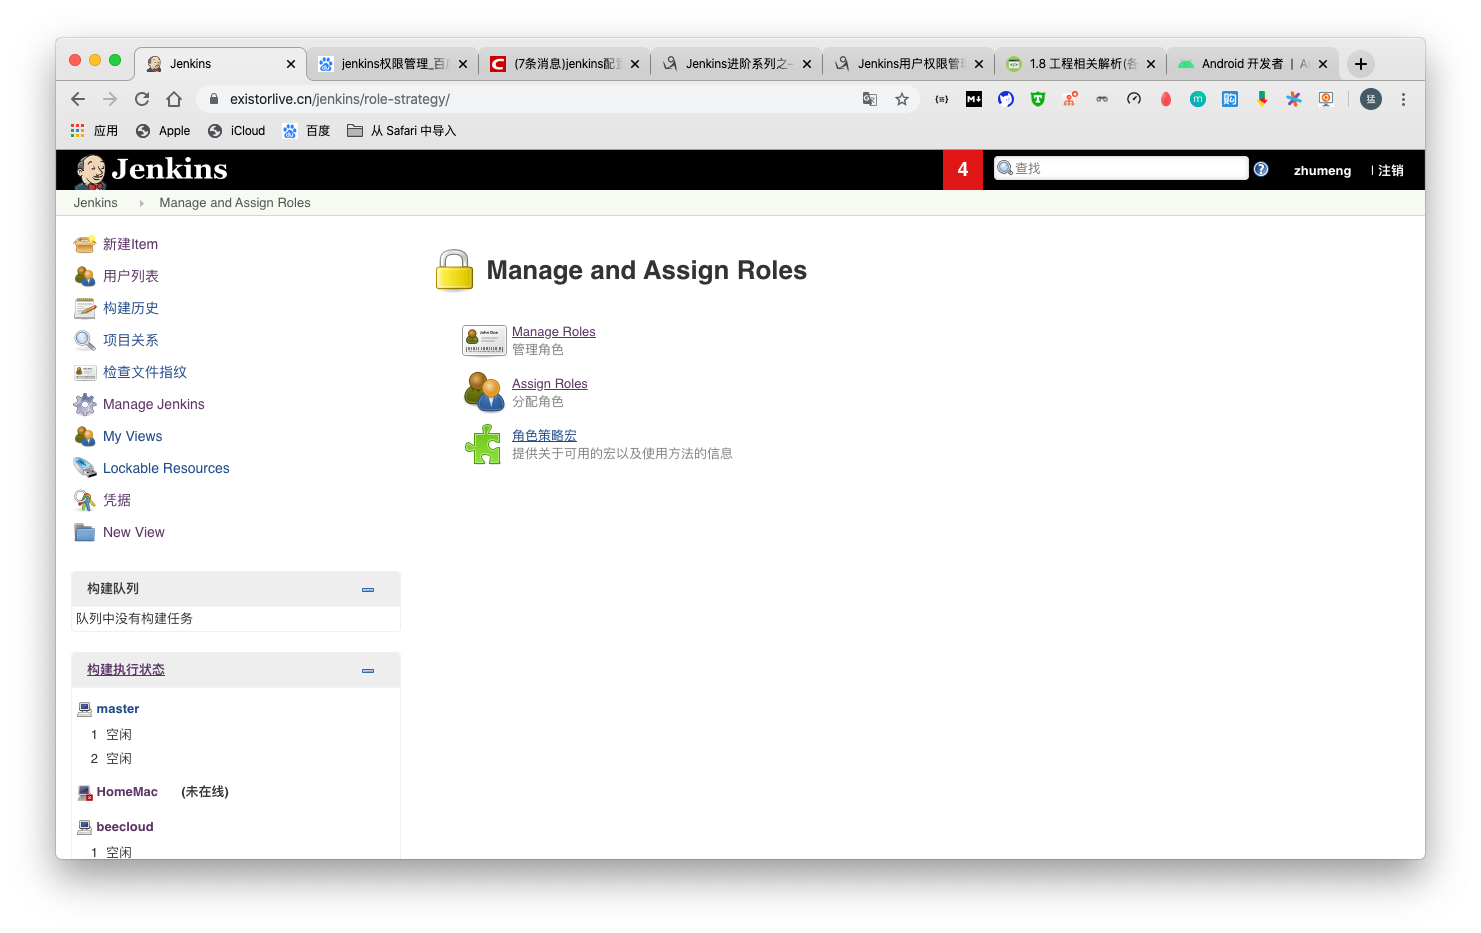 Jenkins
jenkins权限管理_百
(7条消息)jenkins配
Jenkins进阶系列之
Jenkins用户权限管
1.8 工程相关解析(各
Android 开发者 |
existorlive.cn/jenkins/role-strategy/
猛
应用
Apple
iCloud
百度
从 Safari 中导入
Jenkins
4
查找
zhumeng
注销
Jenkins
Manage and Assign Roles
新建Item
用户列表
构建历史
项目关系
检查文件指纹
Manage Jenkins
My Views
Lockable Resources
凭据
New View
构建队列
队列中没有构建任务
构建执行状态
master
1 空闲
2 空闲
HomeMac (未在线)
beecloud
1 空闲
Manage and Assign Roles
Manage Roles
管理角色
Assign Roles
分配角色
角色策略宏
提供关于可用的宏以及使用方法的信息